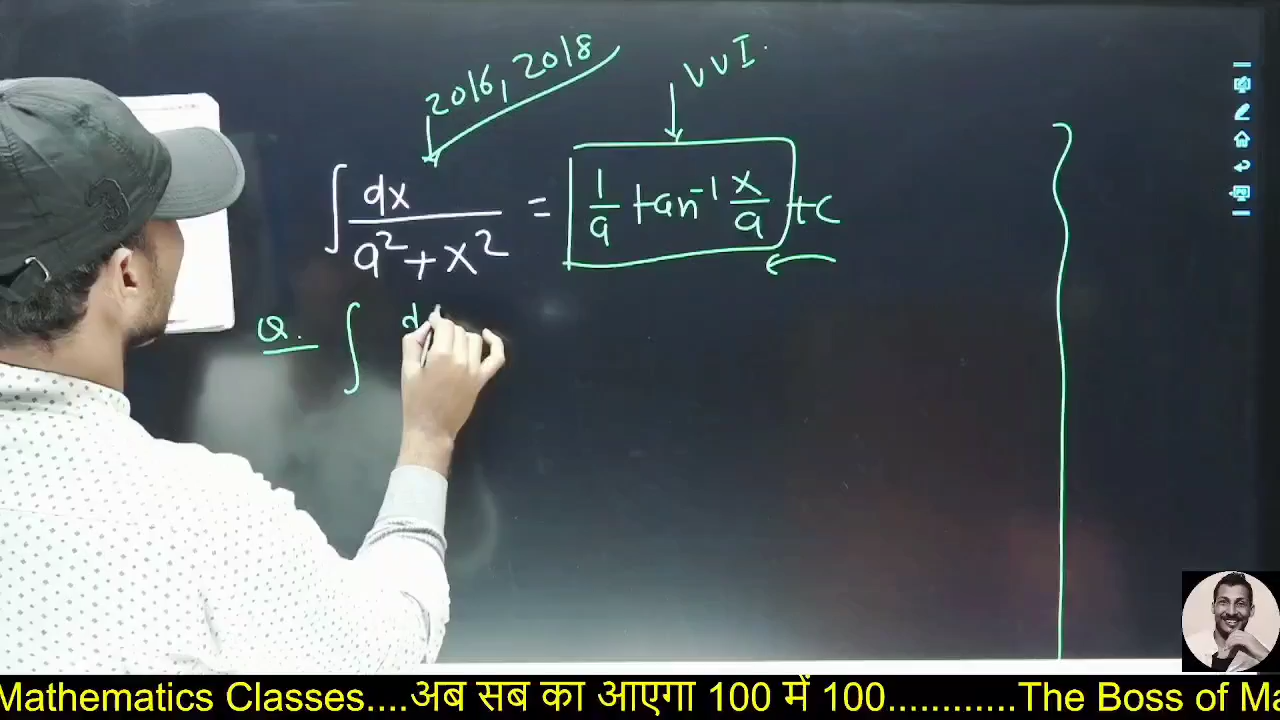 2016, 2018
VVI.
∫ dx / a² + x² = 1/a tan⁻¹ x/a + c
Q. ∫ d
Mathematics Classes....अब सब का आएगा 100 में 100............The Boss of Ma